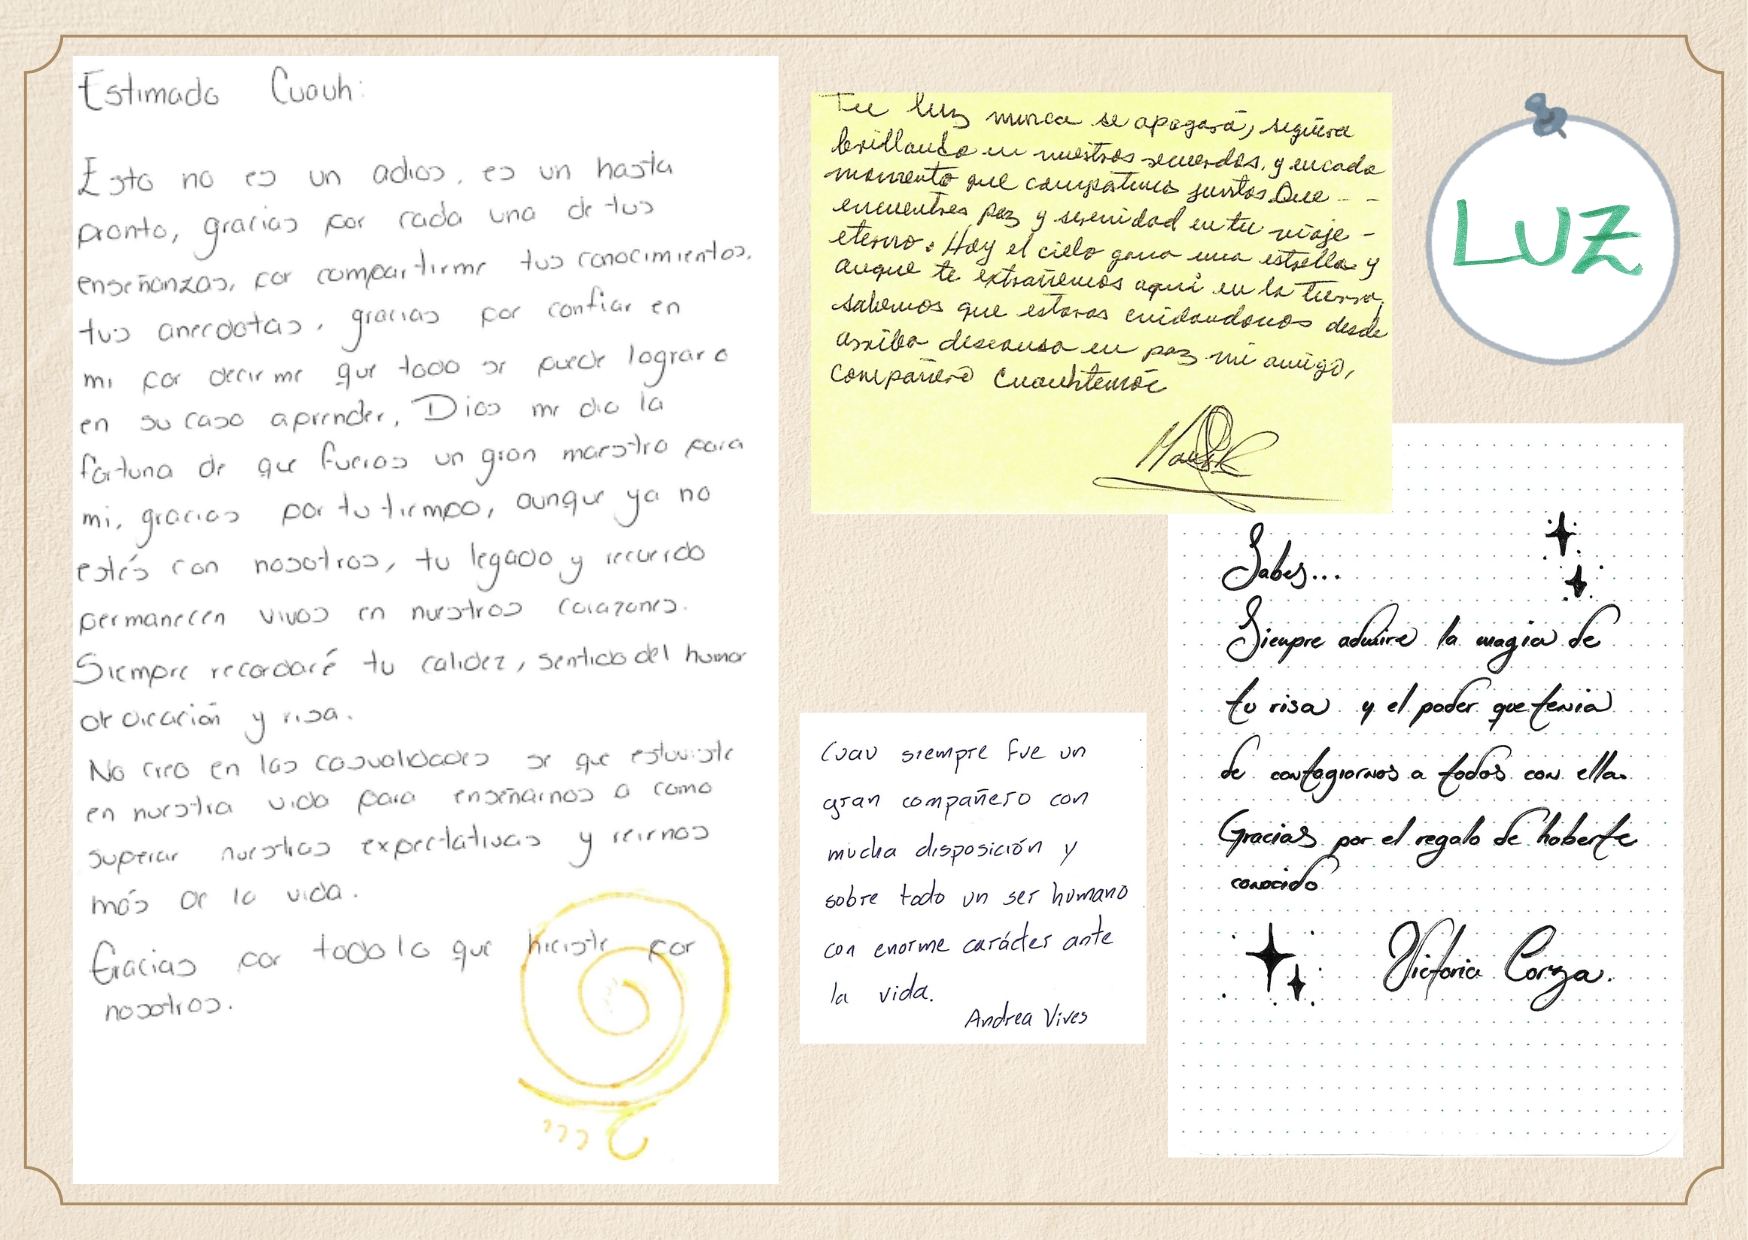 Estimado Cuauh:
Esto no es un adios, es un hasta
pronto, gracias por cada una de tus
enseñanzas, por compartirme tus conocimientos,
tus anecdotas, gracias por confiar en
mi por decirme que todo se puede lograr o
en su caso aprender, Dios me dio la
fortuna de que fueras un gran maestro para
mi, gracias por tu tiempo, aunque ya no
estés con nosotros, tu legado y recuerdo
permanecen vivos en nuestros corazones.
Siempre recordaré tu calidez, sentido del humor
dedicación y risa.
No creo en las casualidades se que estuviste
en nuestra vida para enseñarnos a como
superar nuestras expectativas y reirnos
más de la vida.
Gracias por todo lo que hiciste por
nosotros.
Tu luz nunca se apagará, seguira
brillando en nuestros recuerdos, y en cada
momento que compartimos juntos. Que - -
encuentres paz y serenidad en tu viaje -
eterno. Hoy el cielo gana una estrella y
aunque te extrañemos aquí en la tierra,
sabemos que estaras cuidandonos desde
arriba descansa en paz mi amigo,
compañero Cuauhtemóc
LUZ
Sabes...
Siempre admire la magia de
tu risa y el poder que tenia
de contagiarnos a todos con ella.
Gracias por el regalo de haberte
conocido
Victoria Corza.
Cuau siempre fue un
gran compañero con
mucha disposición y
sobre todo un ser humano
con enorme carácter ante
la vida.
Andrea Vives